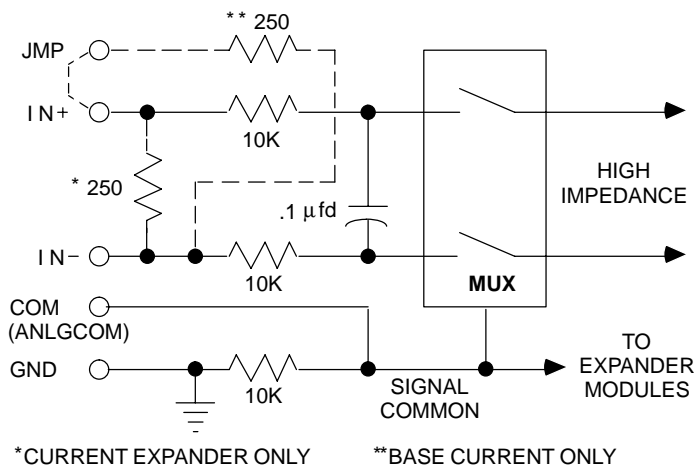 ** 250
JMP
IN+
10K
* 250
HIGH
IMPEDANCE
.1 µfd
IN−
10K
MUX
COM
(ANLGCOM)
TO
EXPANDER
MODULES
GND
10K
SIGNAL
COMMON
*CURRENT EXPANDER ONLY
**BASE CURRENT ONLY